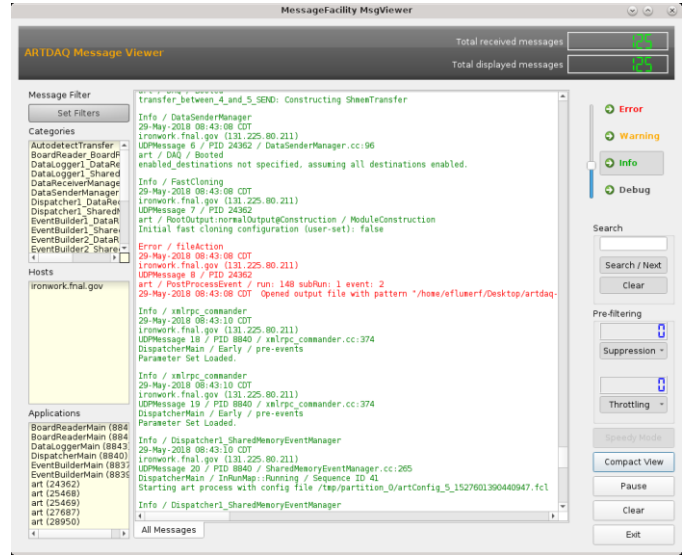 MessageFacility MsgViewer
ARTDAQ Message Viewer
Total received messages
125
Total displayed messages
125
Message Filter
Set Filters
Categories
AutodetectTransfer
BoardReader_BoardR
DataLogger1_DataRe
DataLogger1_Shared
DataReceiverManage
DataSenderManager
Dispatcher1_DataRec
Dispatcher1_SharedM
EventBuilder1_DataR
EventBuilder1_Share
EventBuilder2_DataR
EventBuilder2_Share
Hosts
ironwork.fnal.gov
Applications
BoardReaderMain (884
BoardReaderMain (884
DataLoggerMain (8843
DispatcherMain (8840)
EventBuilderMain (8837
EventBuilderMain (8839
art (24362)
art (25468)
art (25469)
art (27687)
art (28950)
art / DAQ / Booted
transfer_between_4_and_5_SEND: Constructing ShmemTransfer
Info / DataSenderManager
29-May-2018 08:43:08 CDT
ironwork.fnal.gov (131.225.80.211)
UDPMessage 6 / PID 24362 / DataSenderManager.cc:96
art / DAQ / Booted
enabled_destinations not specified, assuming all destinations enabled.
Info / FastCloning
29-May-2018 08:43:08 CDT
ironwork.fnal.gov (131.225.80.211)
UDPMessage 7 / PID 24362
art / RootOutput:normalOutput@Construction / ModuleConstruction
Initial fast cloning configuration (user-set): false
Error / fileAction
29-May-2018 08:43:08 CDT
ironwork.fnal.gov (131.225.80.211)
UDPMessage 8 / PID 24362
art / PostProcessEvent / run: 148 subRun: 1 event: 2
29-May-2018 08:43:08 CDT  Opened output file with pattern "/home/eflumerf/Desktop/artdaq-
Info / xmlrpc_commander
29-May-2018 08:43:10 CDT
ironwork.fnal.gov (131.225.80.211)
UDPMessage 18 / PID 8840 / xmlrpc_commander.cc:374
DispatcherMain / Early / pre-events
Parameter Set Loaded.
Info / xmlrpc_commander
29-May-2018 08:43:10 CDT
ironwork.fnal.gov (131.225.80.211)
UDPMessage 19 / PID 8840 / xmlrpc_commander.cc:374
DispatcherMain / Early / pre-events
Parameter Set Loaded.
Info / Dispatcher1_SharedMemoryEventManager
29-May-2018 08:43:10 CDT
ironwork.fnal.gov (131.225.80.211)
UDPMessage 20 / PID 8840 / SharedMemoryEventManager.cc:265
DispatcherMain / InRunMap::Running / Sequence ID 41
Starting art process with config file /tmp/partition_0/artConfig_5_1527601390440947.fcl
Info / Dispatcher1_SharedMemoryEventManager
All Messages
Error
Warning
Info
Debug
Search
Search / Next
Clear
Pre-filtering
0
Suppression
0
Throttling
Speedy Mode
Compact View
Pause
Clear
Exit